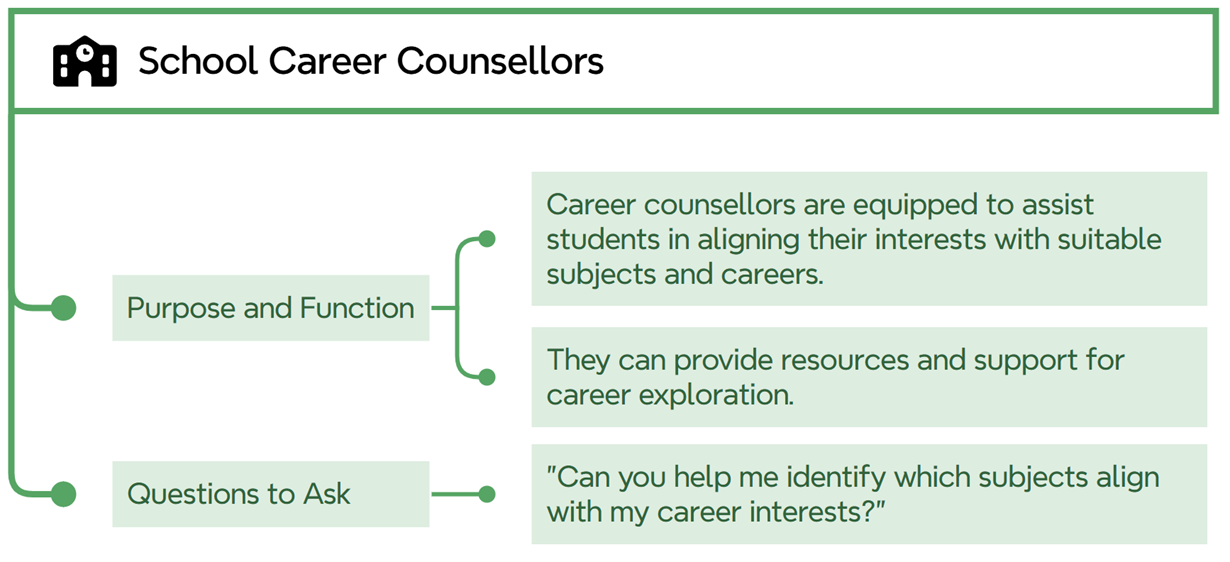 School Career Counsellors
Purpose and Function
Career counsellors are equipped to assist
students in aligning their interests with suitable
subjects and careers.
They can provide resources and support for
career exploration.
Questions to Ask
"Can you help me identify which subjects align
with my career interests?"